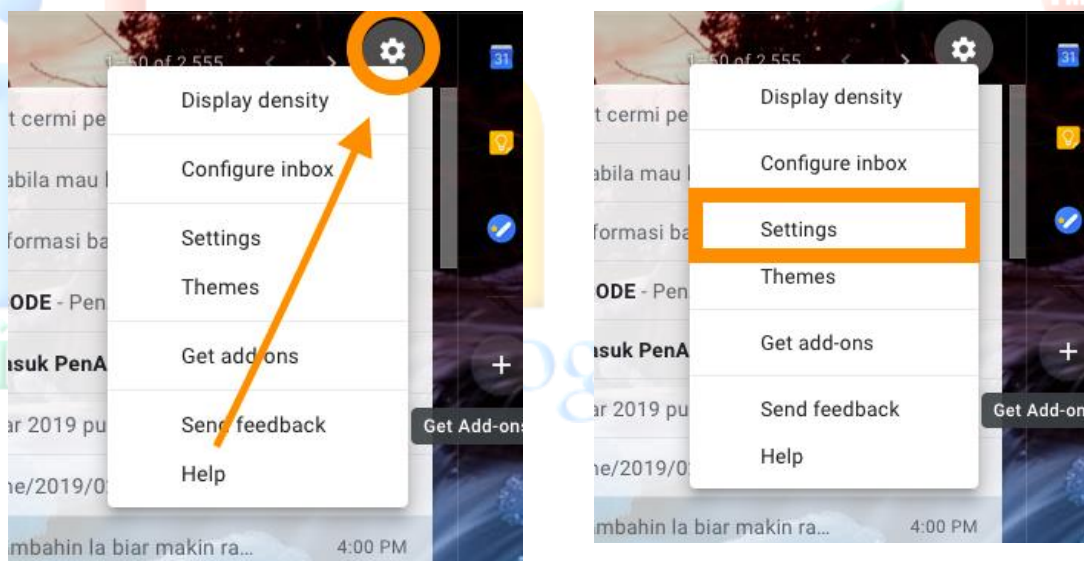 1–50 of 2,555
31
Display density
t cermi pe
Configure inbox
abila mau
Settings
formasi ba
Themes
ODE - Pen
Get add-ons
asuk PenA
ar 2019 pu
Send feedback
Get Add-ons
Help
ne/2019/0
mbahin la biar makin ra... 4:00 PM
1–50 of 2,555
31
Display density
t cermi pe
Configure inbox
abila mau
Settings
formasi ba
Themes
ODE - Pen
Get add-ons
asuk PenA
ar 2019 pu
Send feedback
Get Add-on
Help
ne/2019/0
mbahin la biar makin ra... 4:00 PM